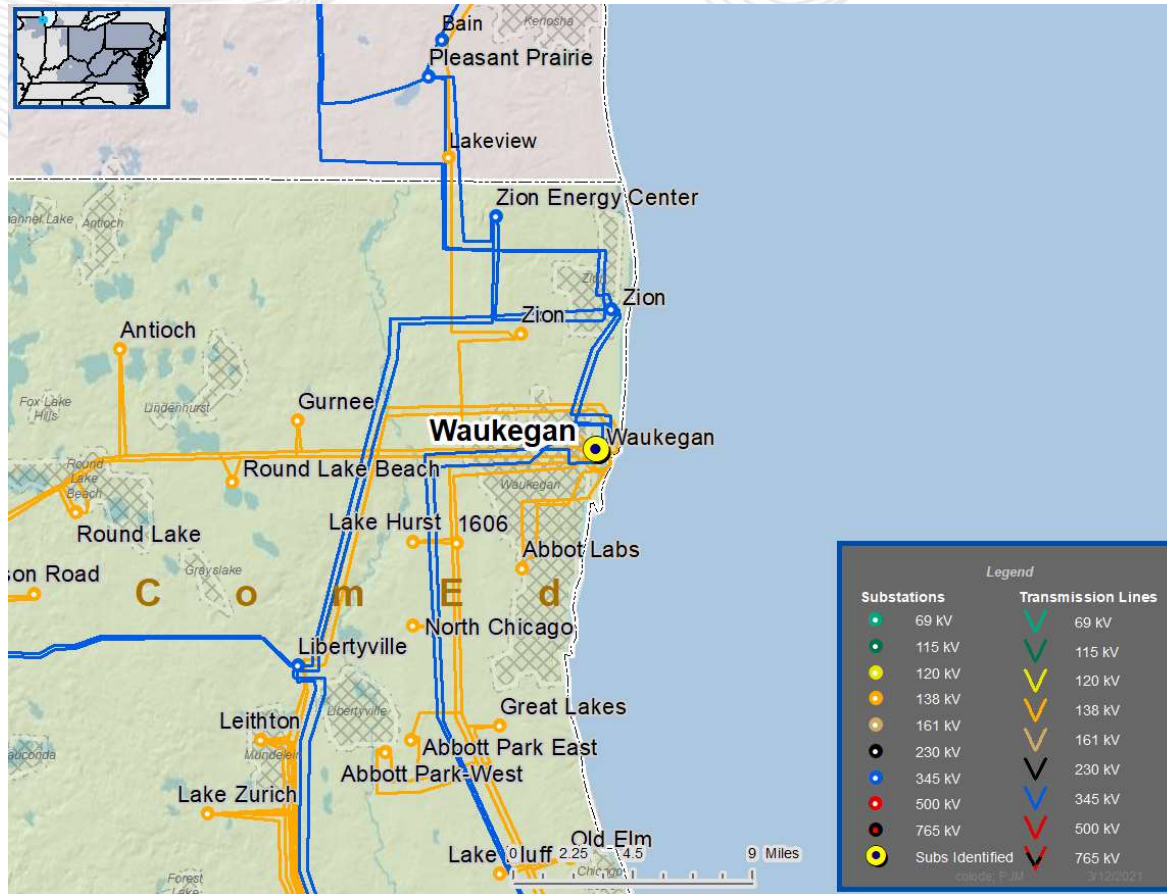 Bain
Kenosha
Pleasant Prairie
Lakeview
Zion Energy Center
Antioch
Zion
Zion
Antioch
Fox Lake
Hills
Lindenhurst
Gurnee
Waukegan
Waukegan
Round Lake Beach
Round
Lake
Beach
Waukegan
Round Lake
Lake Hurst
1606
Abbot Labs
Grayslake
son Road
C o m E d
North Chicago
Libertyville
Libertyville
Great Lakes
Leithton
Mundelein
Abbott Park East
Abbott Park-West
Lake Zurich
Old Elm
Forest
Lake
0 2.25 4.5 9 Miles
Legend
Substations
Transmission Lines
69 kV 69 kV
115 kV 115 kV
120 kV 120 kV
138 kV 138 kV
161 kV 161 kV
230 kV 230 kV
345 kV 345 kV
500 kV 500 kV
765 kV 765 kV
Subs Identified
3/12/2021